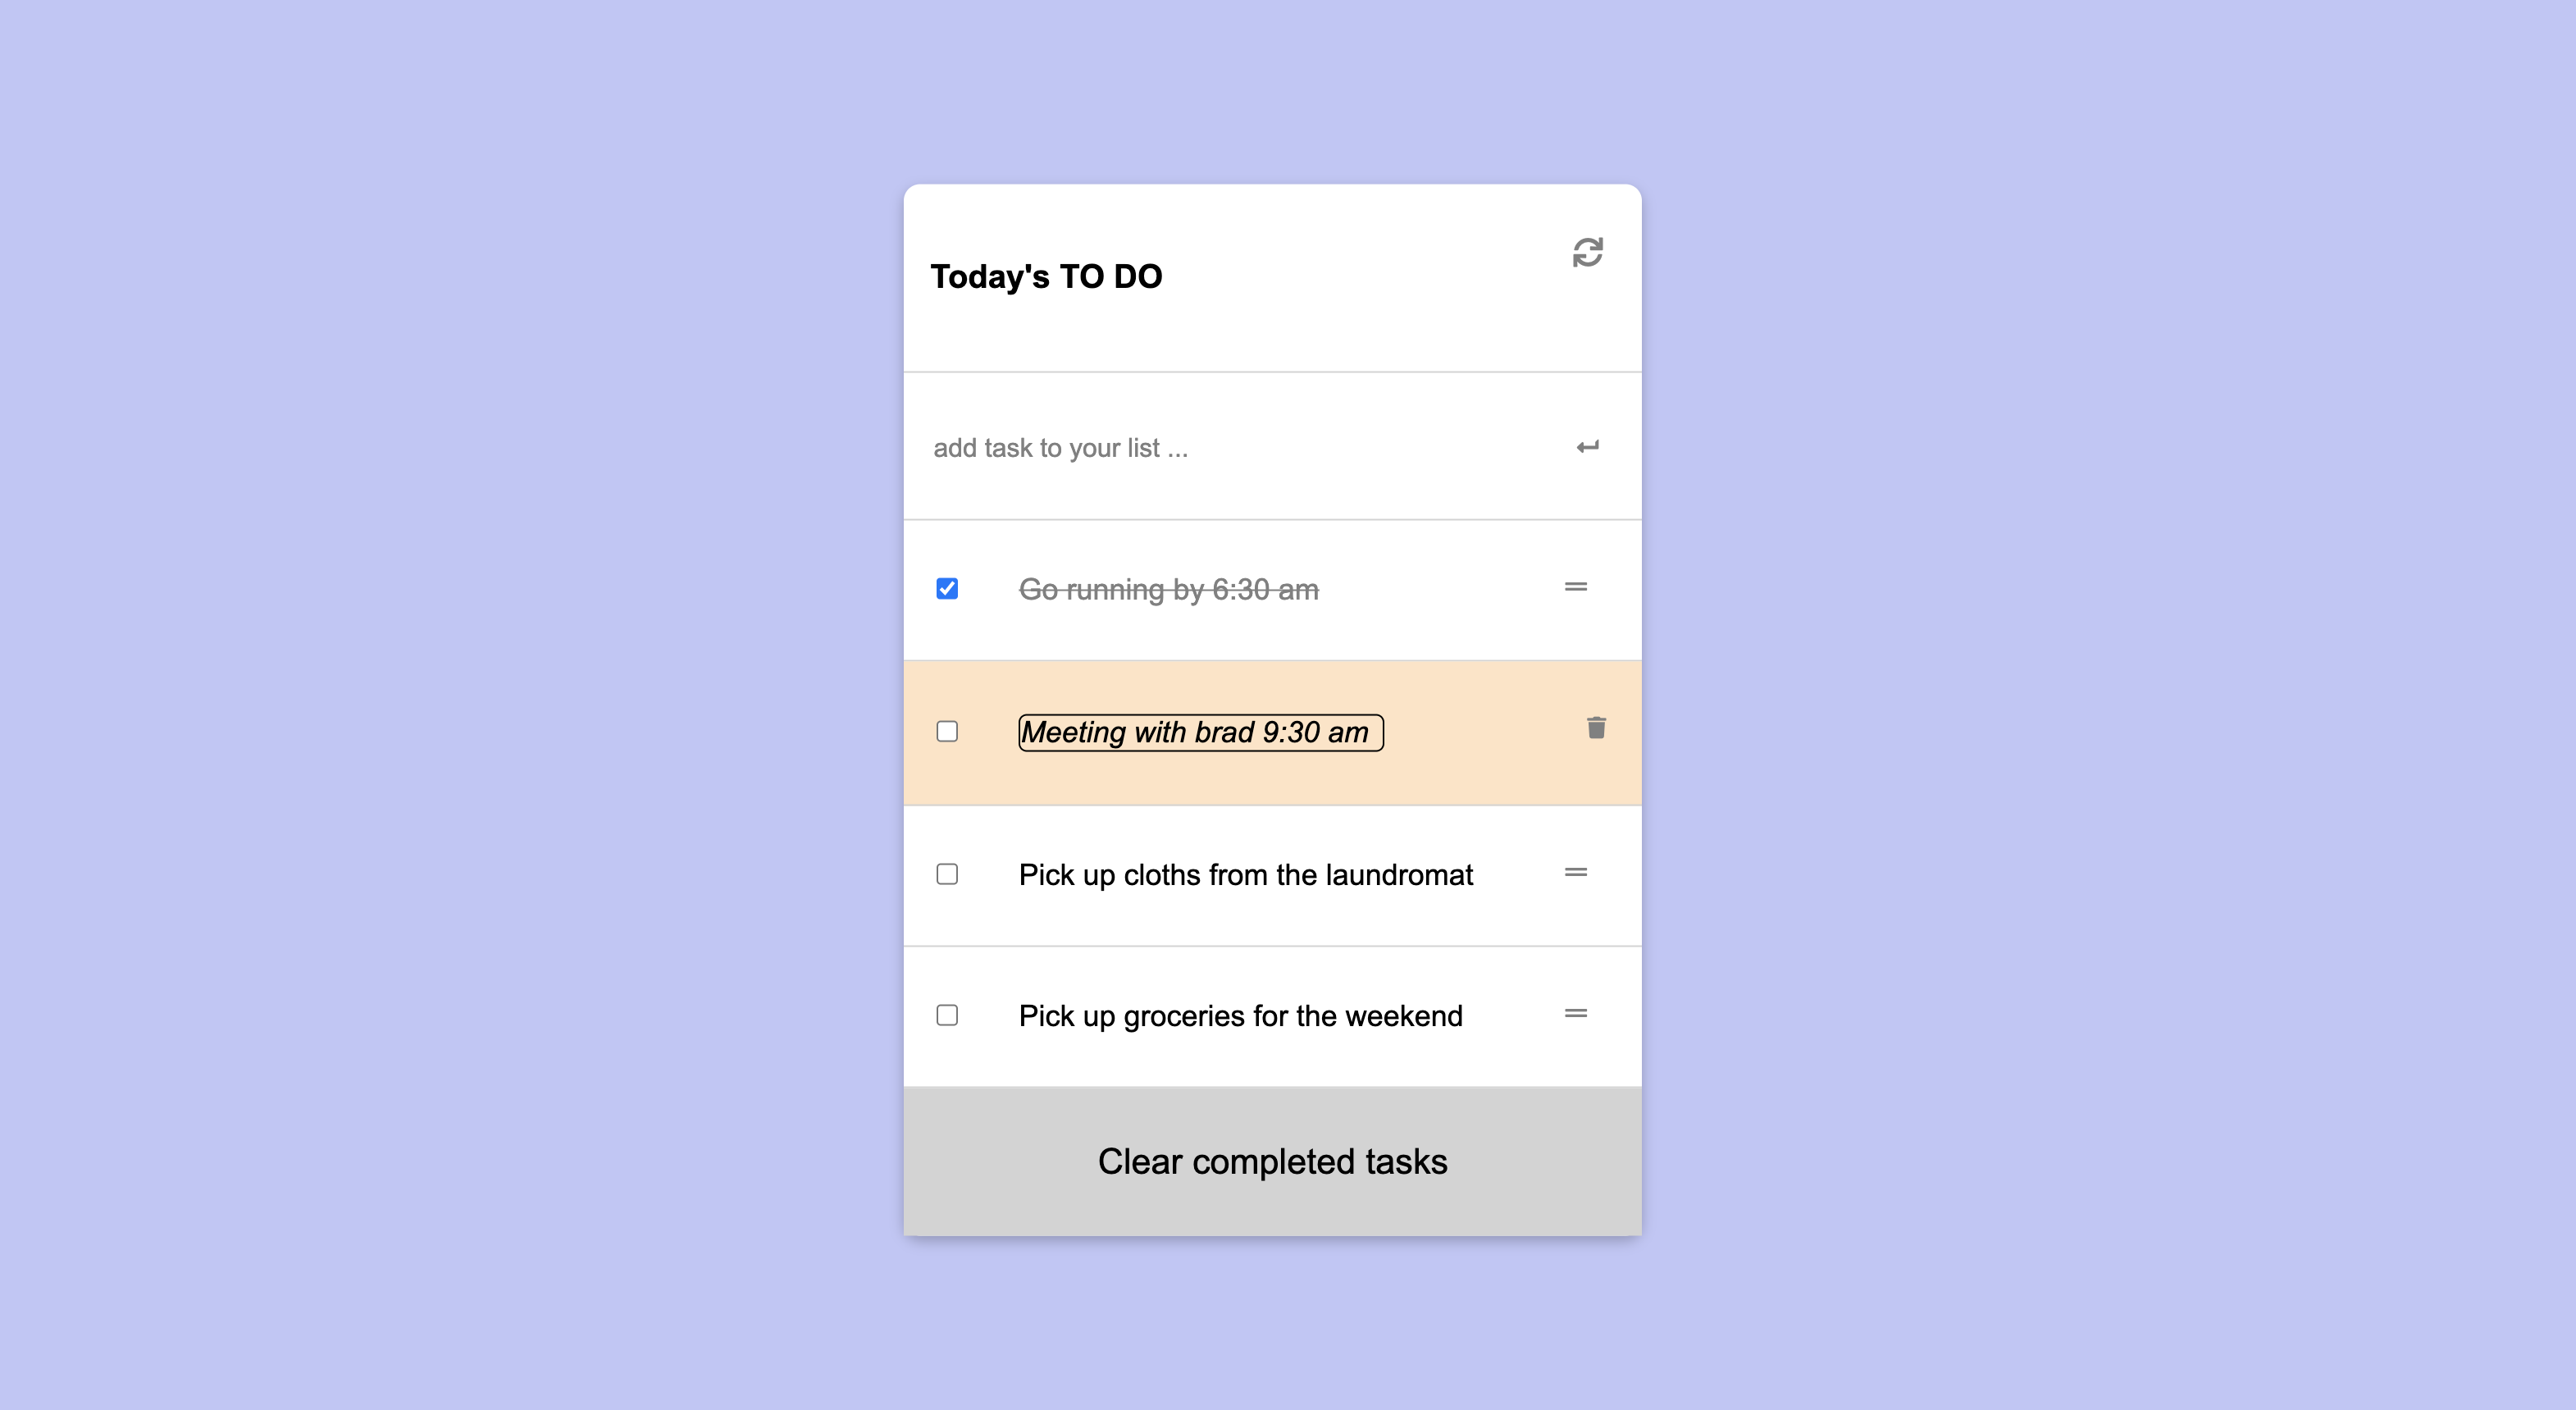 Today's TO DO
add task to your list ...
Go running by 6:30 am
Meeting with brad 9:30 am
Pick up cloths from the laundromat
Pick up groceries for the weekend
Clear completed tasks